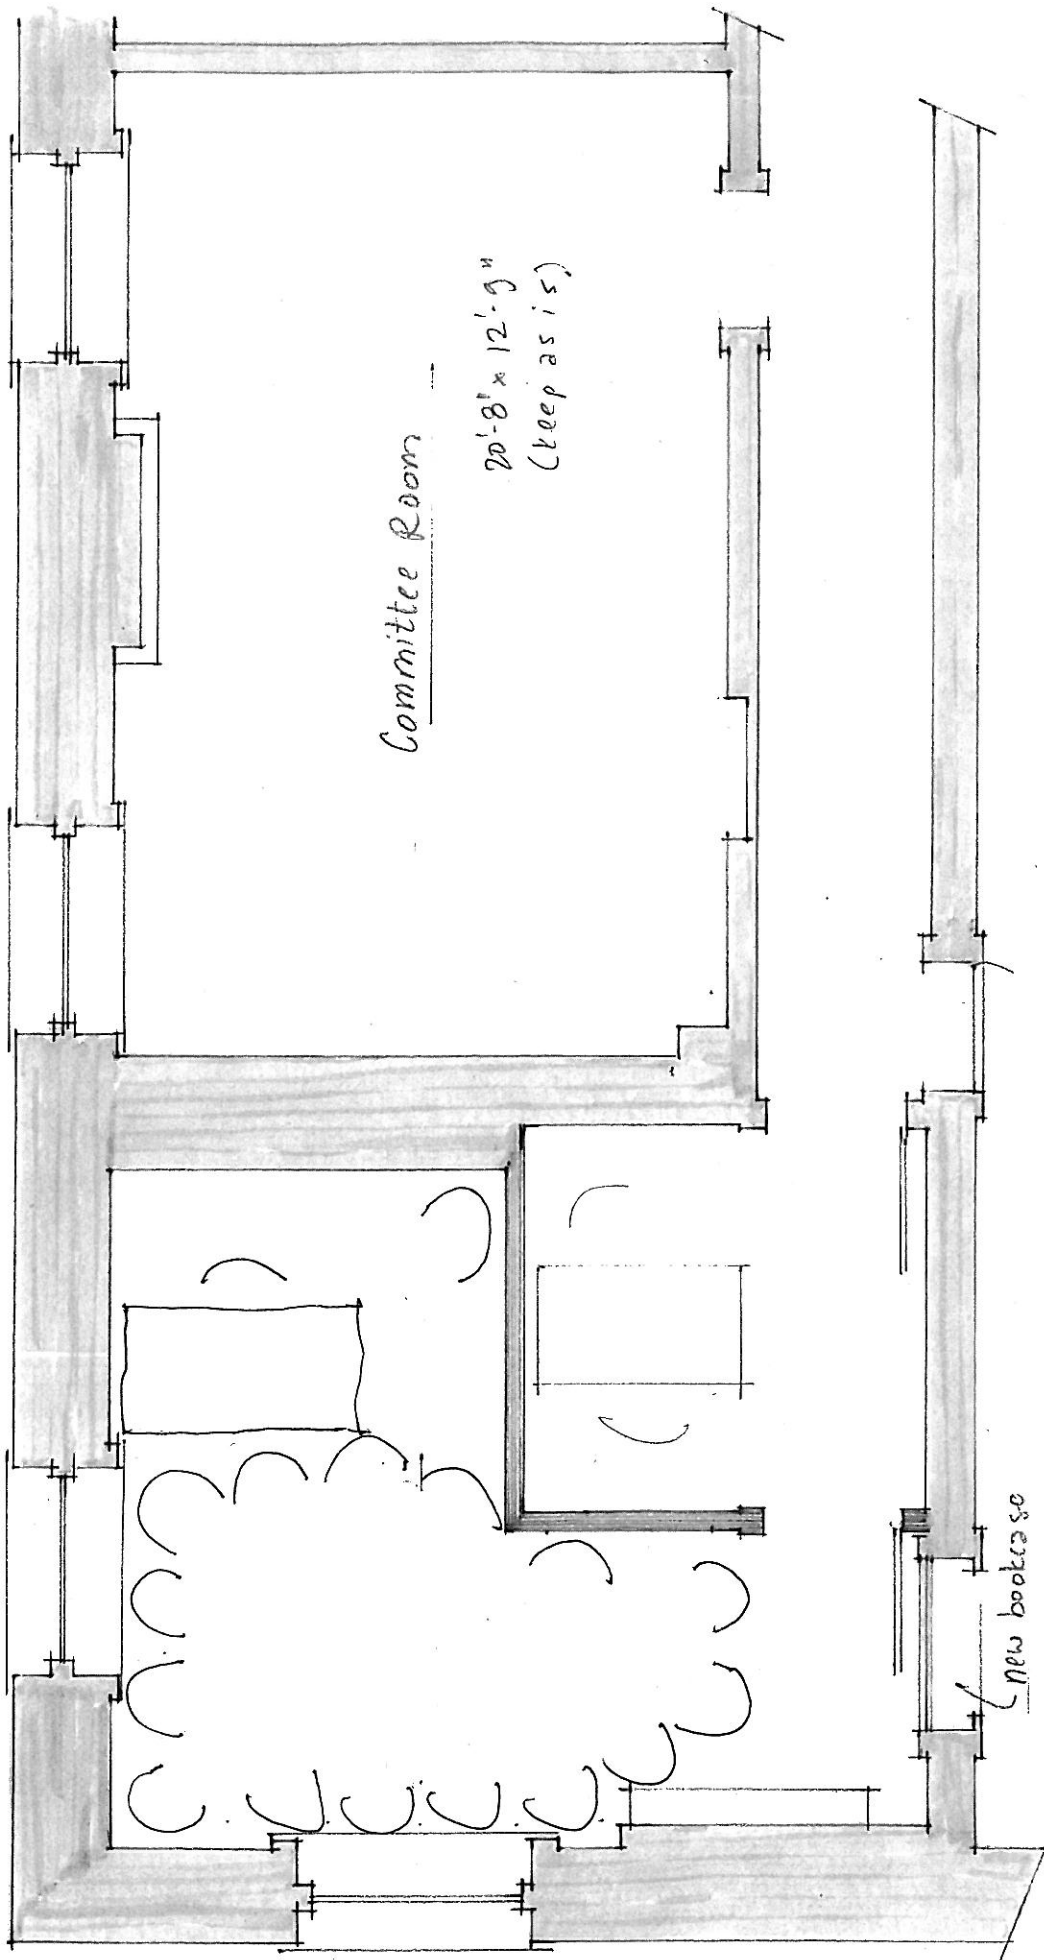 Committee Room
20'-8" x 12'-9"
(keep as is)
new bookcase